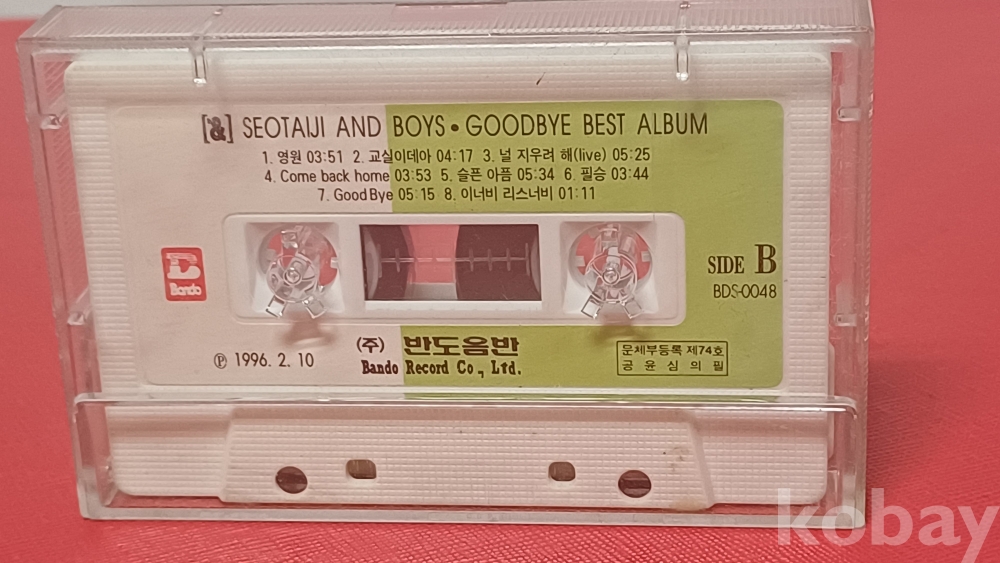 [&] SEOTAIJI AND BOYS • GOODBYE BEST ALBUM
1. 영원 03:51 2. 교실이데아 04:17 3. 널 지우려 해(live) 05:25
4. Come back home 03:53 5. 슬픈 아픔 05:34 6. 필승 03:44
7. Good Bye 05:15 8. 이너비 리스너비 01:11
Bando
SIDE B
BDS-0048
℗ 1996. 2. 10
(주) 반도음반
Bando Record Co., Ltd.
문체부등록 제74호
공 윤 심 의 필
kobay